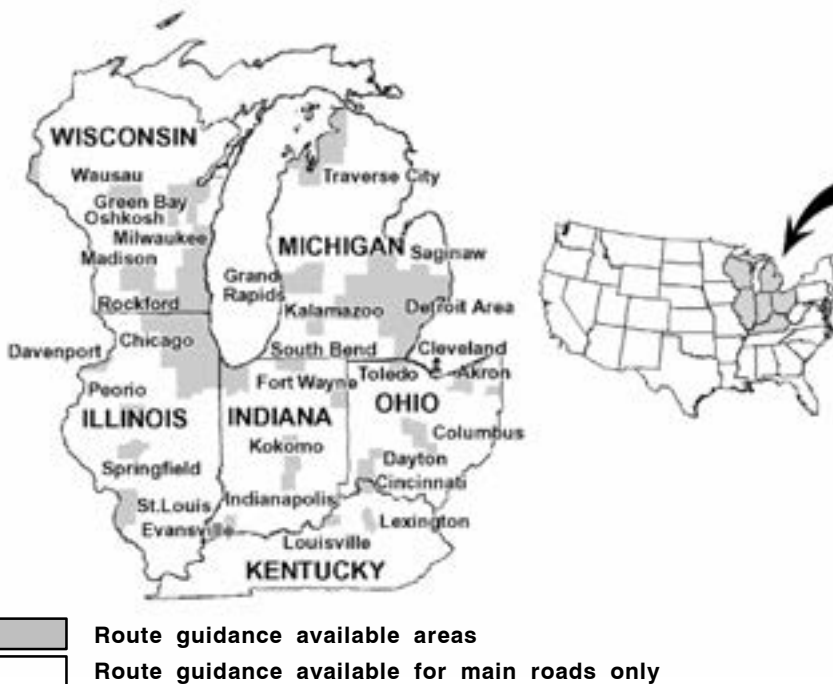 WISCONSIN
Wausau
Traverse City
Green Bay
Oshkosh
Milwaukee
MICHIGAN
Saginaw
Madison
Grand
Rapids
Rockford
Kalamazoo
Detroit Area
Chicago
Davenport
South Bend
Cleveland
Fort Wayne
Toledo
Akron
Peorio
ILLINOIS
INDIANA
OHIO
Columbus
Kokomo
Dayton
Springfield
Cincinnati
St.Louis
Indianapolis
Evansville
Lexington
Louisville
KENTUCKY
Route guidance available areas
Route guidance available for main roads only